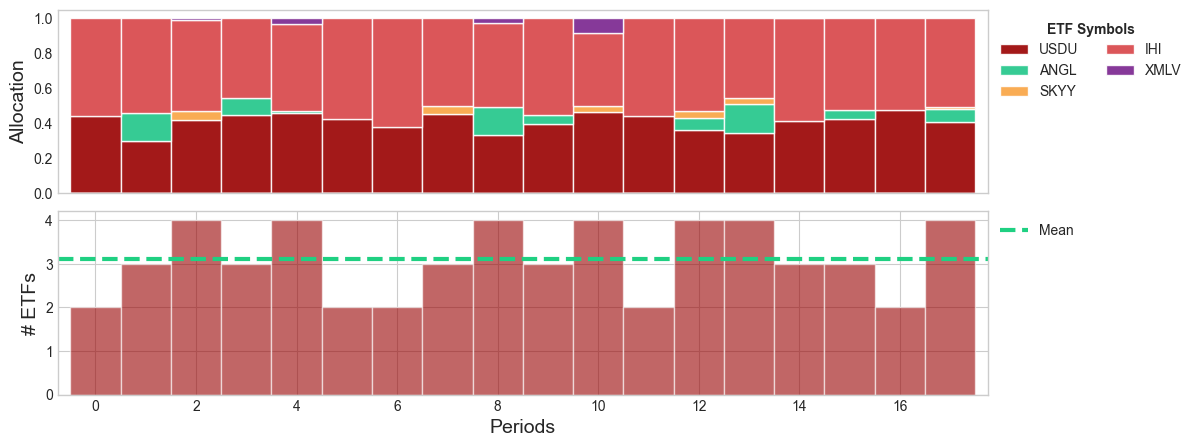 1.0
0.8
0.6
0.4
0.2
0.0
Allocation
ETF Symbols
USDU
IHI
ANGL
XMLV
SKYY
4
3
2
1
0
# ETFs
Mean
0 2 4 6 8 10 12 14 16
Periods